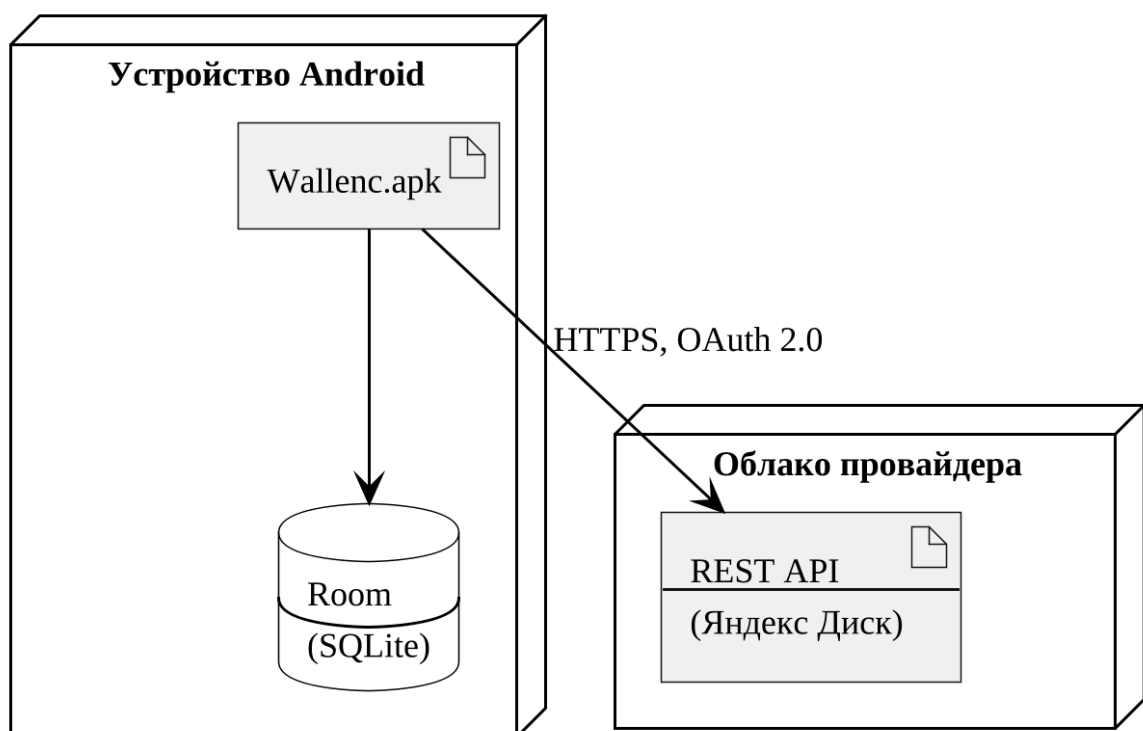 Устройство Android
Wallenc.apk
HTTPS, OAuth 2.0
Облако провайдера
REST API
(Яндекс Диск)
Room
(SQLite)